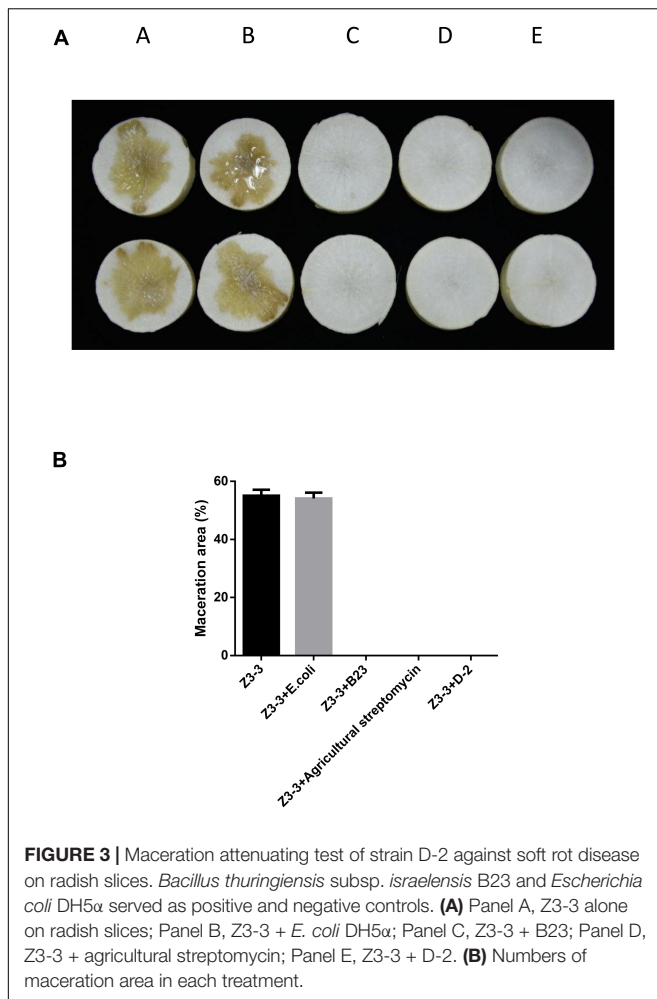 A
A B C D E
B
60
40
20
0
Maceration area (%)
Z3-3
Z3-3+E.coli
Z3-3+B23
Z3-3+Agricultural streptomycin
Z3-3+D-2
FIGURE 3 | Maceration attenuating test of strain D-2 against soft rot disease
on radish slices. Bacillus thuringiensis subsp. israelensis B23 and Escherichia
coli DH5α served as positive and negative controls. (A) Panel A, Z3-3 alone
on radish slices; Panel B, Z3-3 + E. coli DH5α; Panel C, Z3-3 + B23; Panel D,
Z3-3 + agricultural streptomycin; Panel E, Z3-3 + D-2. (B) Numbers of
maceration area in each treatment.